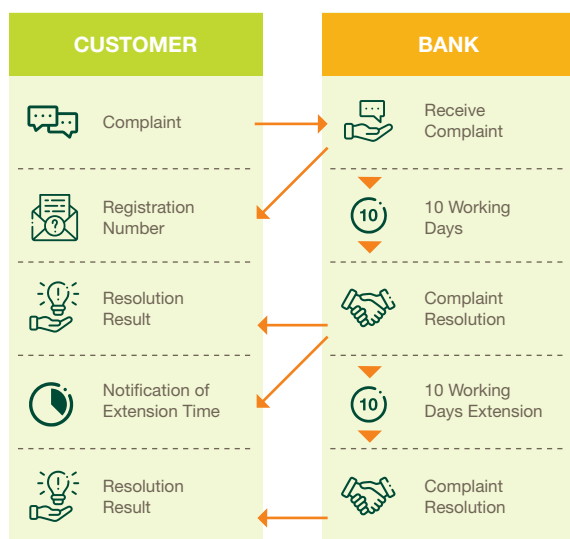 CUSTOMER
BANK
Complaint
Receive
Complaint
Registration
Number
10
10 Working
Days
Resolution
Result
Complaint
Resolution
Notification of
Extension Time
10
10 Working
Days Extension
Resolution
Result
Complaint
Resolution